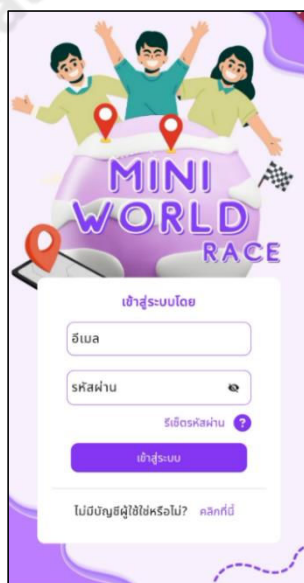 MINI
WORLD
RACE
เข้าสู่ระบบโดย
อีเมล
รหัสผ่าน
รีเซ็ตรหัสผ่าน ?
เข้าสู่ระบบ
ไม่มีบัญชีผู้ใช้ใช่หรือไม่? คลิกที่นี่